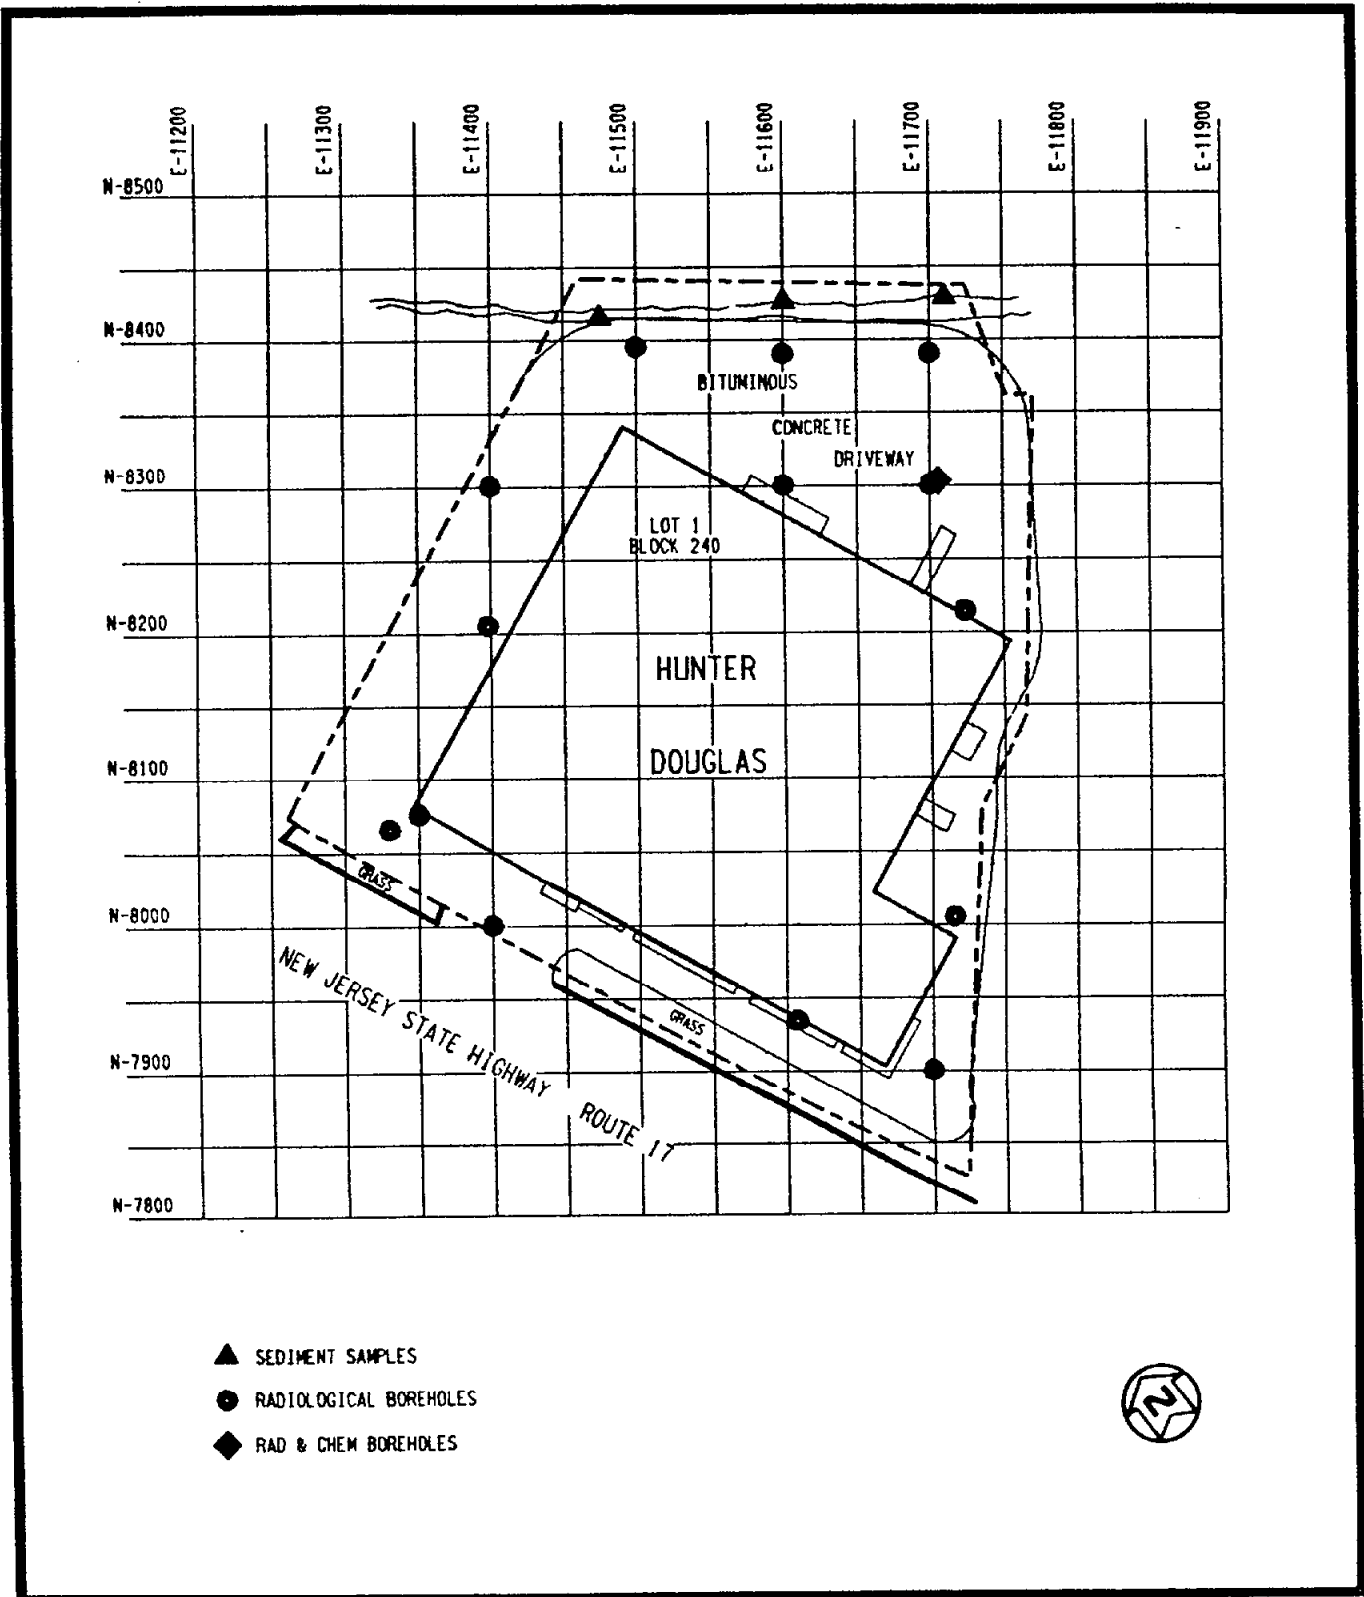 E-11200
E-11300
E-11400
E-11500
E-11600
E-11700
E-11800
E-11900
N-8500
N-8400
BITUMINOUS
CONCRETE
DRIVEWAY
N-8300
LOT 1
BLOCK 240
N-8200
HUNTER
DOUGLAS
N-8100
GRASS
N-8000
NEW JERSEY STATE HIGHWAY ROUTE 17
GRASS
N-7900
N-7800
SEDIMENT SAMPLES
RADIOLOGICAL BOREHOLES
RAD & CHEM BOREHOLES
N